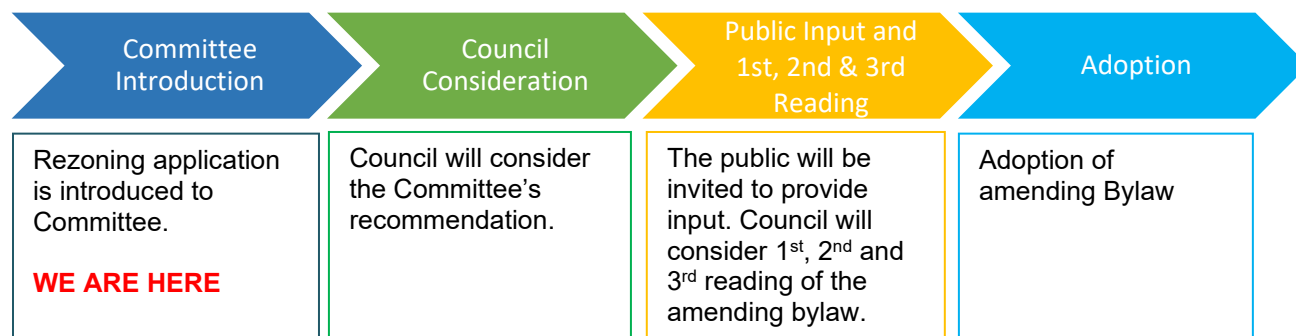 Committee
Introduction
Council
Consideration
Public Input and
1st, 2nd & 3rd
Reading
Adoption
Rezoning application
is introduced to
Committee.
WE ARE HERE
Council will consider
the Committee's
recommendation.
The public will be
invited to provide
input. Council will
consider 1st, 2nd and
3rd reading of the
amending bylaw.
Adoption of
amending Bylaw